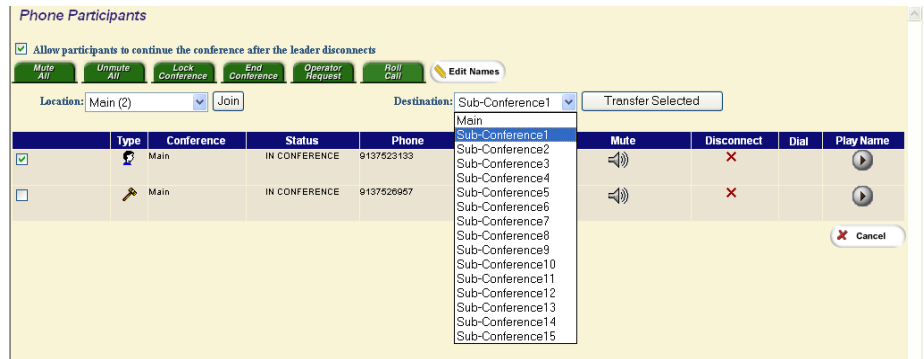 Phone Participants
Allow participants to continue the conference after the leader disconnects
Mute All
Unmute All
Lock Conference
End Conference
Operator Request
Roll Call
Edit Names
Location: Main (2) Join Destination: Sub-Conference1 Transfer Selected
Type Conference Status Phone Mute Disconnect Dial Play Name
Main IN CONFERENCE 9137523133
Main IN CONFERENCE 9137526957
Main
Sub-Conference1
Sub-Conference2
Sub-Conference3
Sub-Conference4
Sub-Conference5
Sub-Conference6
Sub-Conference7
Sub-Conference8
Sub-Conference9
Sub-Conference10
Sub-Conference11
Sub-Conference12
Sub-Conference13
Sub-Conference14
Sub-Conference15
Cancel